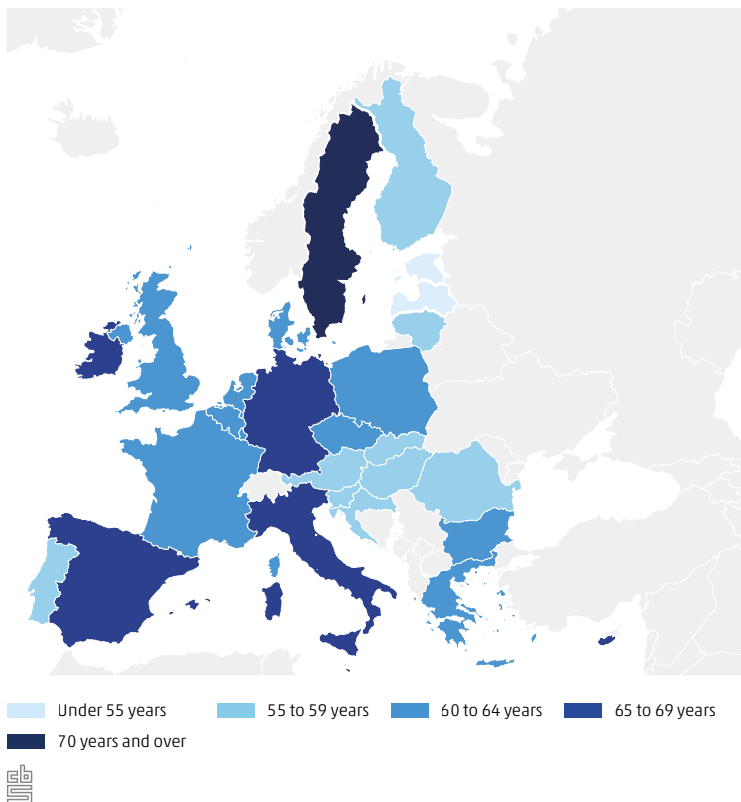 Under 55 years
55 to 59 years
60 to 64 years
65 to 69 years
70 years and over
cbs